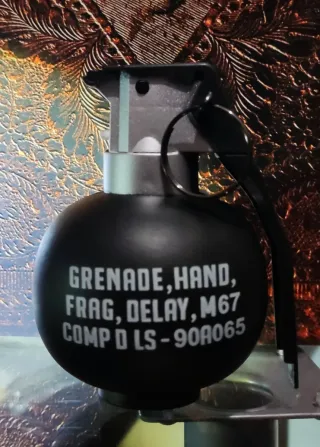 GRENADE, HAND,
FRAG, DELAY, M67
COMP D LS - 90A065